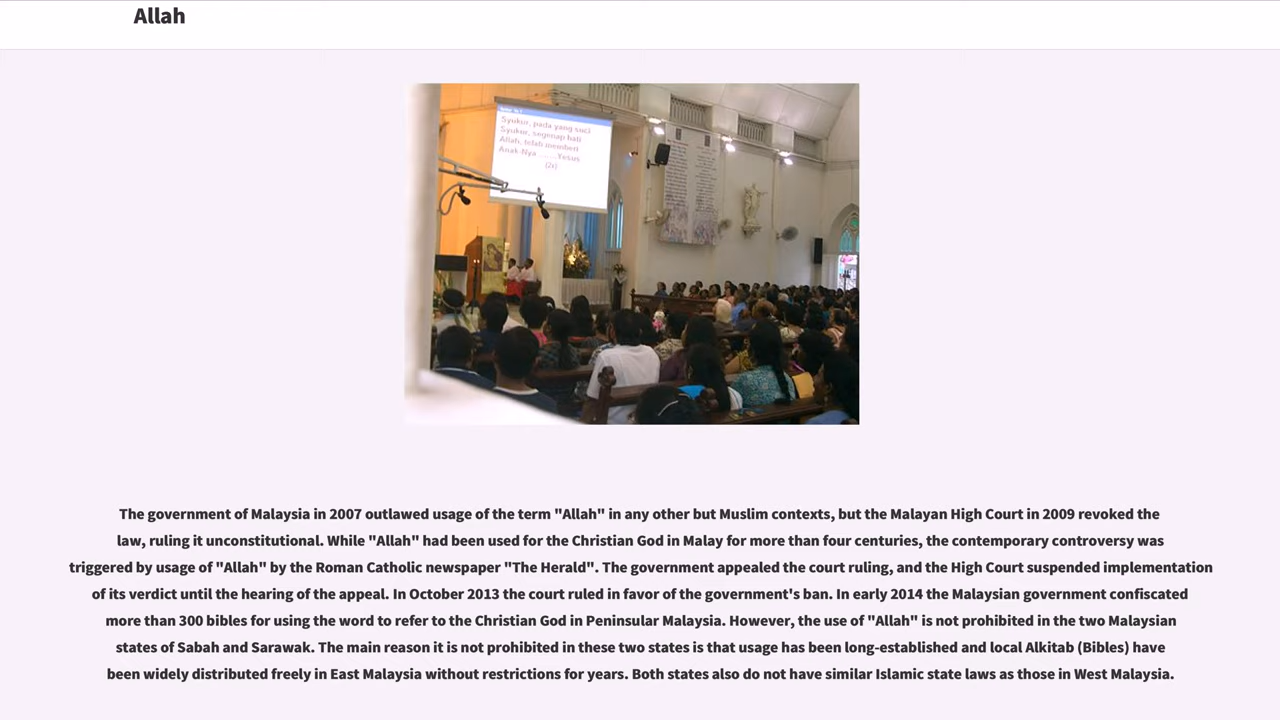 Allah
Syukur, pada yang suci
Syukur, segenap hati
Allah, telah memberi
Anak-Nya ........Yesus
(2x)
The government of Malaysia in 2007 outlawed usage of the term "Allah" in any other but Muslim contexts, but the Malayan High Court in 2009 revoked the
law, ruling it unconstitutional. While "Allah" had been used for the Christian God in Malay for more than four centuries, the contemporary controversy was
triggered by usage of "Allah" by the Roman Catholic newspaper "The Herald". The government appealed the court ruling, and the High Court suspended implementation
of its verdict until the hearing of the appeal. In October 2013 the court ruled in favor of the government's ban. In early 2014 the Malaysian government confiscated
more than 300 bibles for using the word to refer to the Christian God in Peninsular Malaysia. However, the use of "Allah" is not prohibited in the two Malaysian
states of Sabah and Sarawak. The main reason it is not prohibited in these two states is that usage has been long-established and local Alkitab (Bibles) have
been widely distributed freely in East Malaysia without restrictions for years. Both states also do not have similar Islamic state laws as those in West Malaysia.